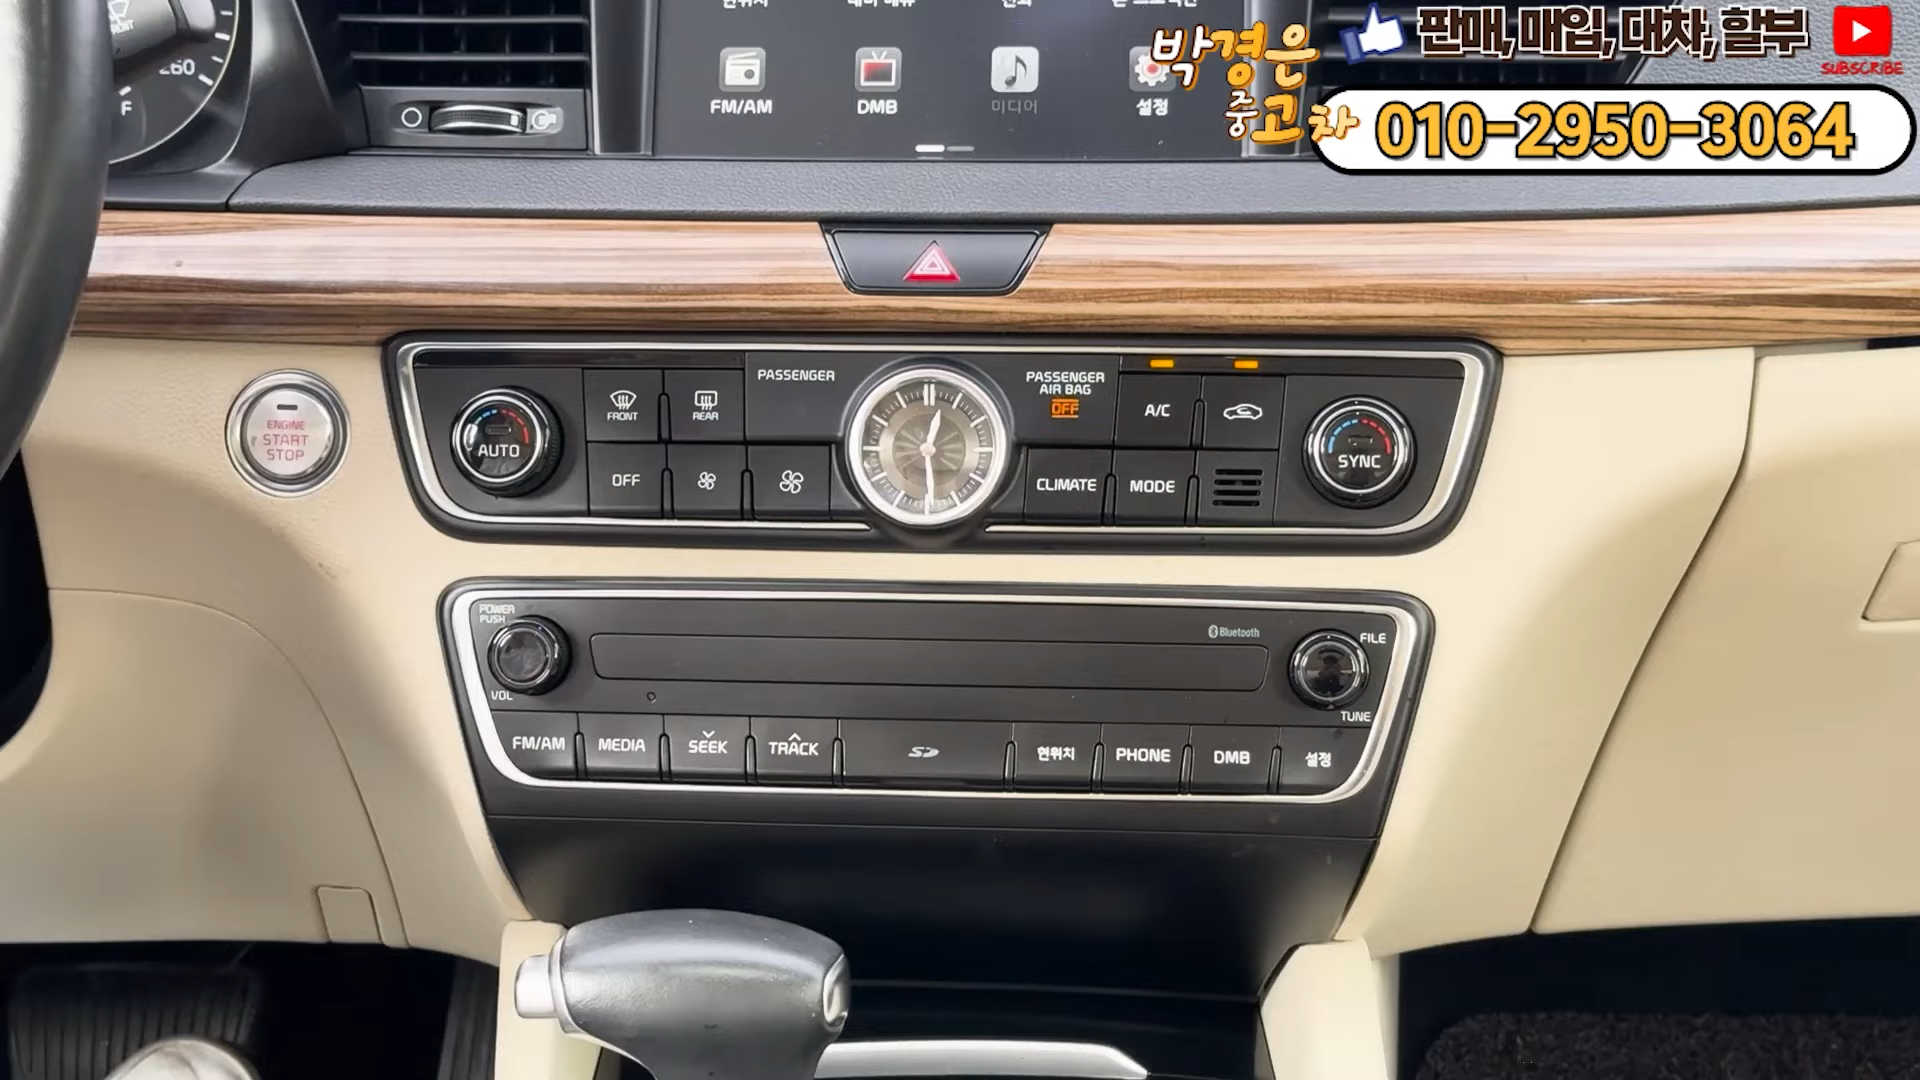 판매, 매입, 대차, 할부
SUBSCRIBE
박경은
중고차
010-2950-3064
FM/AM
DMB
미디어
설정
260
F
FRONT
ENGINE
START
STOP
AUTO
FRONT
REAR
PASSENGER
PASSENGER
AIR BAG
OFF
A/C
SYNC
OFF
CLIMATE
MODE
POWER
PUSH
VOL
Bluetooth
FILE
TUNE
FM/AM
MEDIA
SEEK
TRACK
SD
현위치
PHONE
DMB
설정